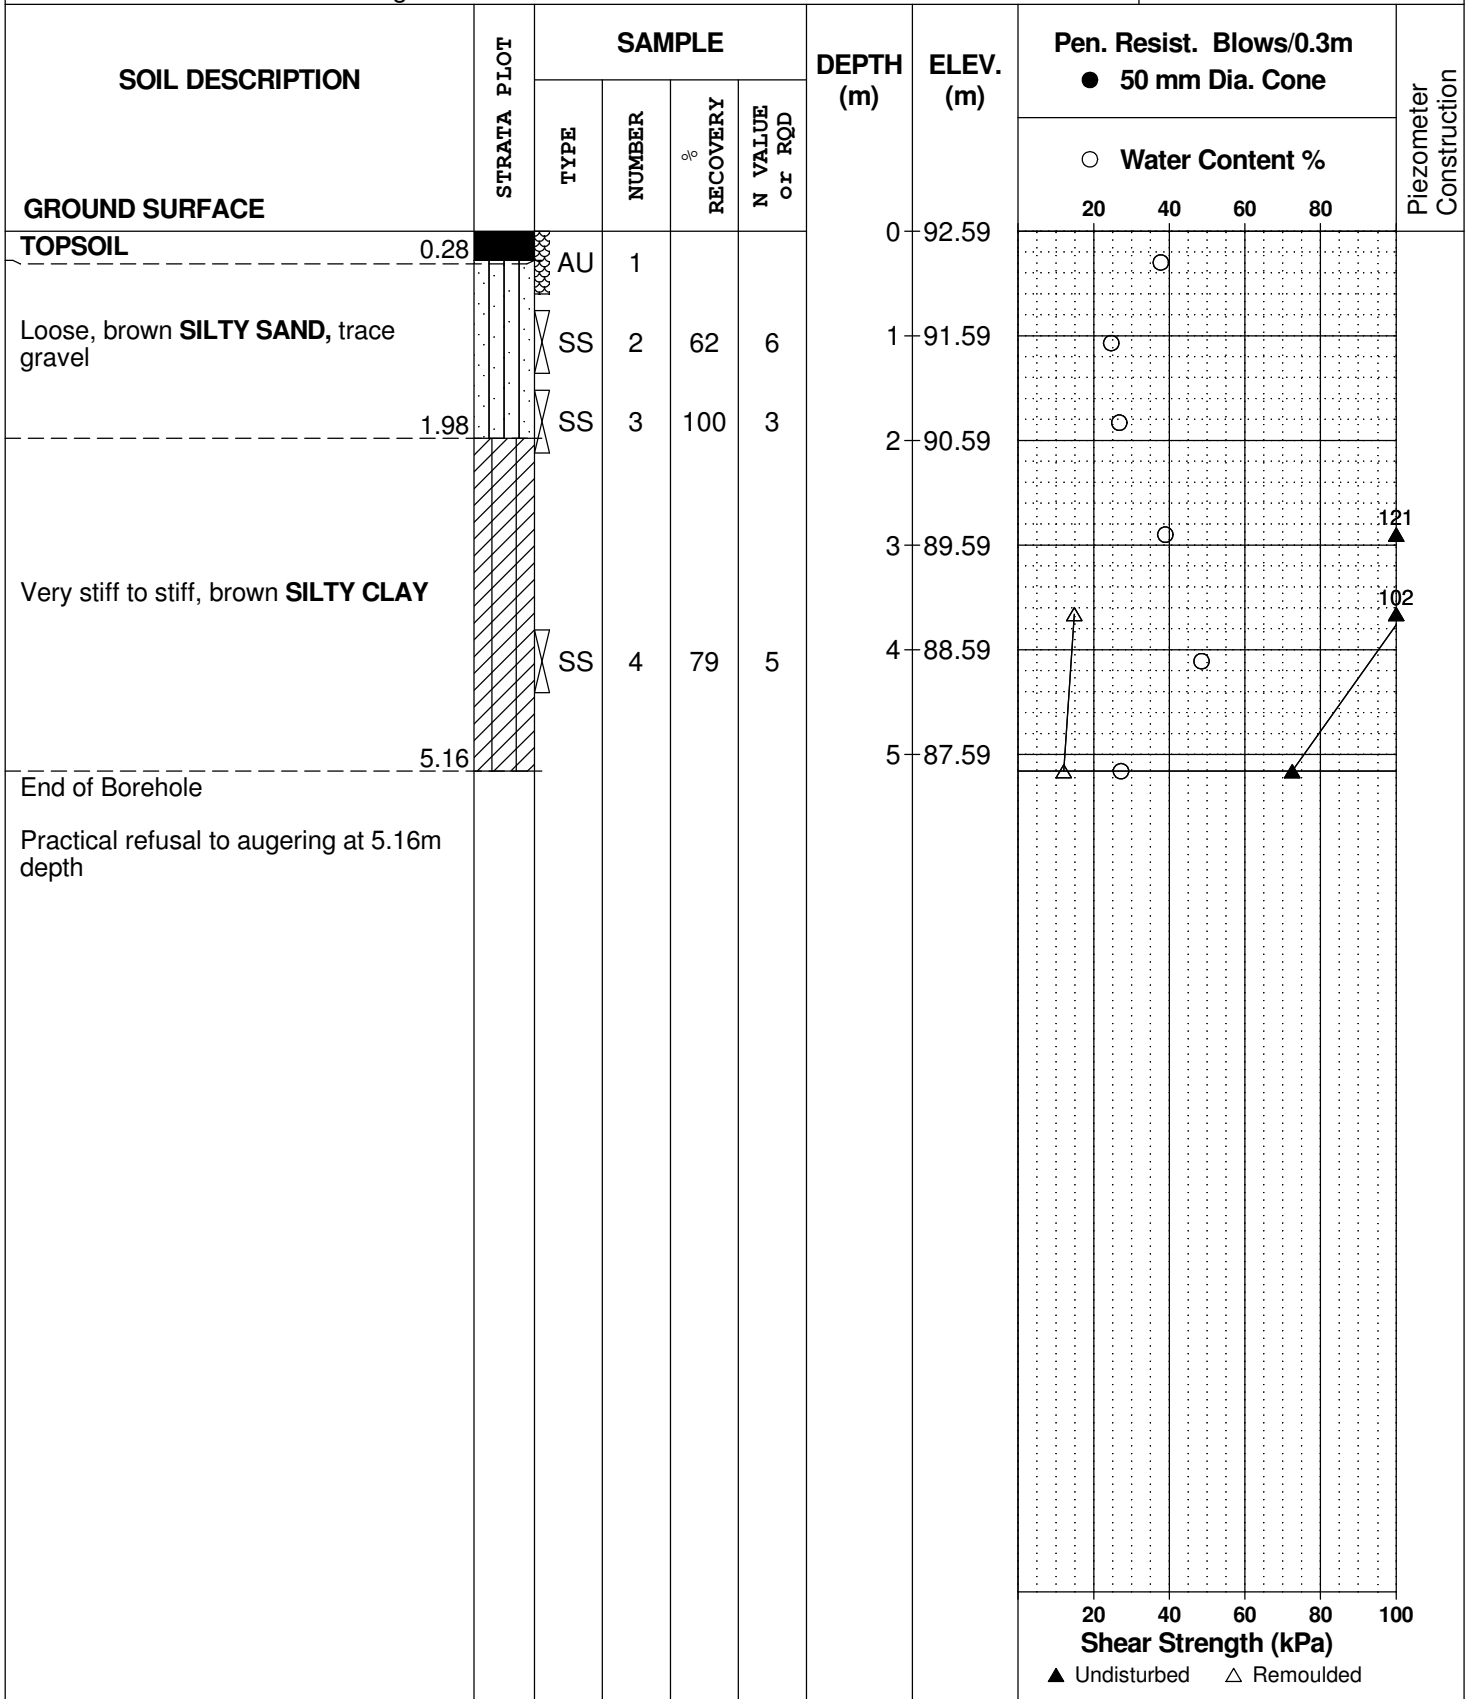 SOIL DESCRIPTION
GROUND SURFACE
STRATA PLOT
SAMPLE
TYPE
NUMBER
% RECOVERY
N VALUE or RQD
DEPTH (m)
ELEV. (m)
Pen. Resist. Blows/0.3m
● 50 mm Dia. Cone
○ Water Content %
20 40 60 80
Piezometer Construction
TOPSOIL 0.28
AU 1
0 92.59
Loose, brown SILTY SAND, trace
gravel
SS 2 62 6
1 91.59
1.98
SS 3 100 3
2 90.59
121
3 89.59
Very stiff to stiff, brown SILTY CLAY
102
SS 4 79 5
4 88.59
5.16
5 87.59
End of Borehole
Practical refusal to augering at 5.16m
depth
20 40 60 80 100
Shear Strength (kPa)
▲ Undisturbed △ Remoulded